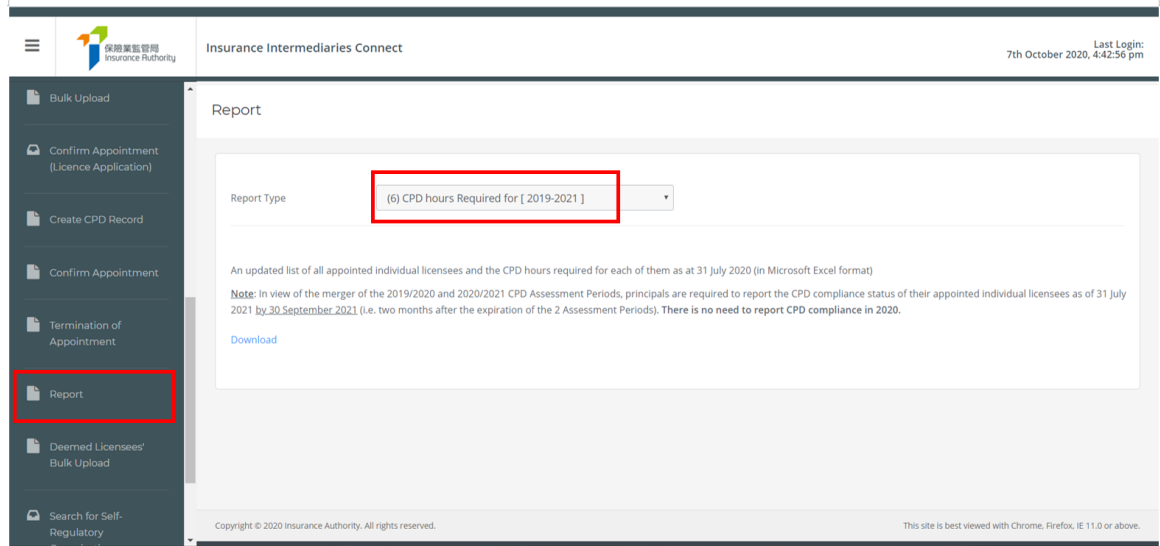 保險業監管局
Insurance Authority
Insurance Intermediaries Connect
Last Login:
7th October 2020, 4:42:56 pm
Bulk Upload
Confirm Appointment
(Licence Application)
Create CPD Record
Confirm Appointment
Termination of
Appointment
Report
Deemed Licensees'
Bulk Upload
Search for Self-
Regulatory
Report
Report Type
(6) CPD hours Required for [ 2019-2021 ]
An updated list of all appointed individual licensees and the CPD hours required for each of them as at 31 July 2020 (in Microsoft Excel format)
Note: In view of the merger of the 2019/2020 and 2020/2021 CPD Assessment Periods, principals are required to report the CPD compliance status of their appointed individual licensees as of 31 July
2021 by 30 September 2021 (i.e. two months after the expiration of the 2 Assessment Periods). There is no need to report CPD compliance in 2020.
Download
Copyright © 2020 Insurance Authority. All rights reserved.
This site is best viewed with Chrome, Firefox, IE 11.0 or above.